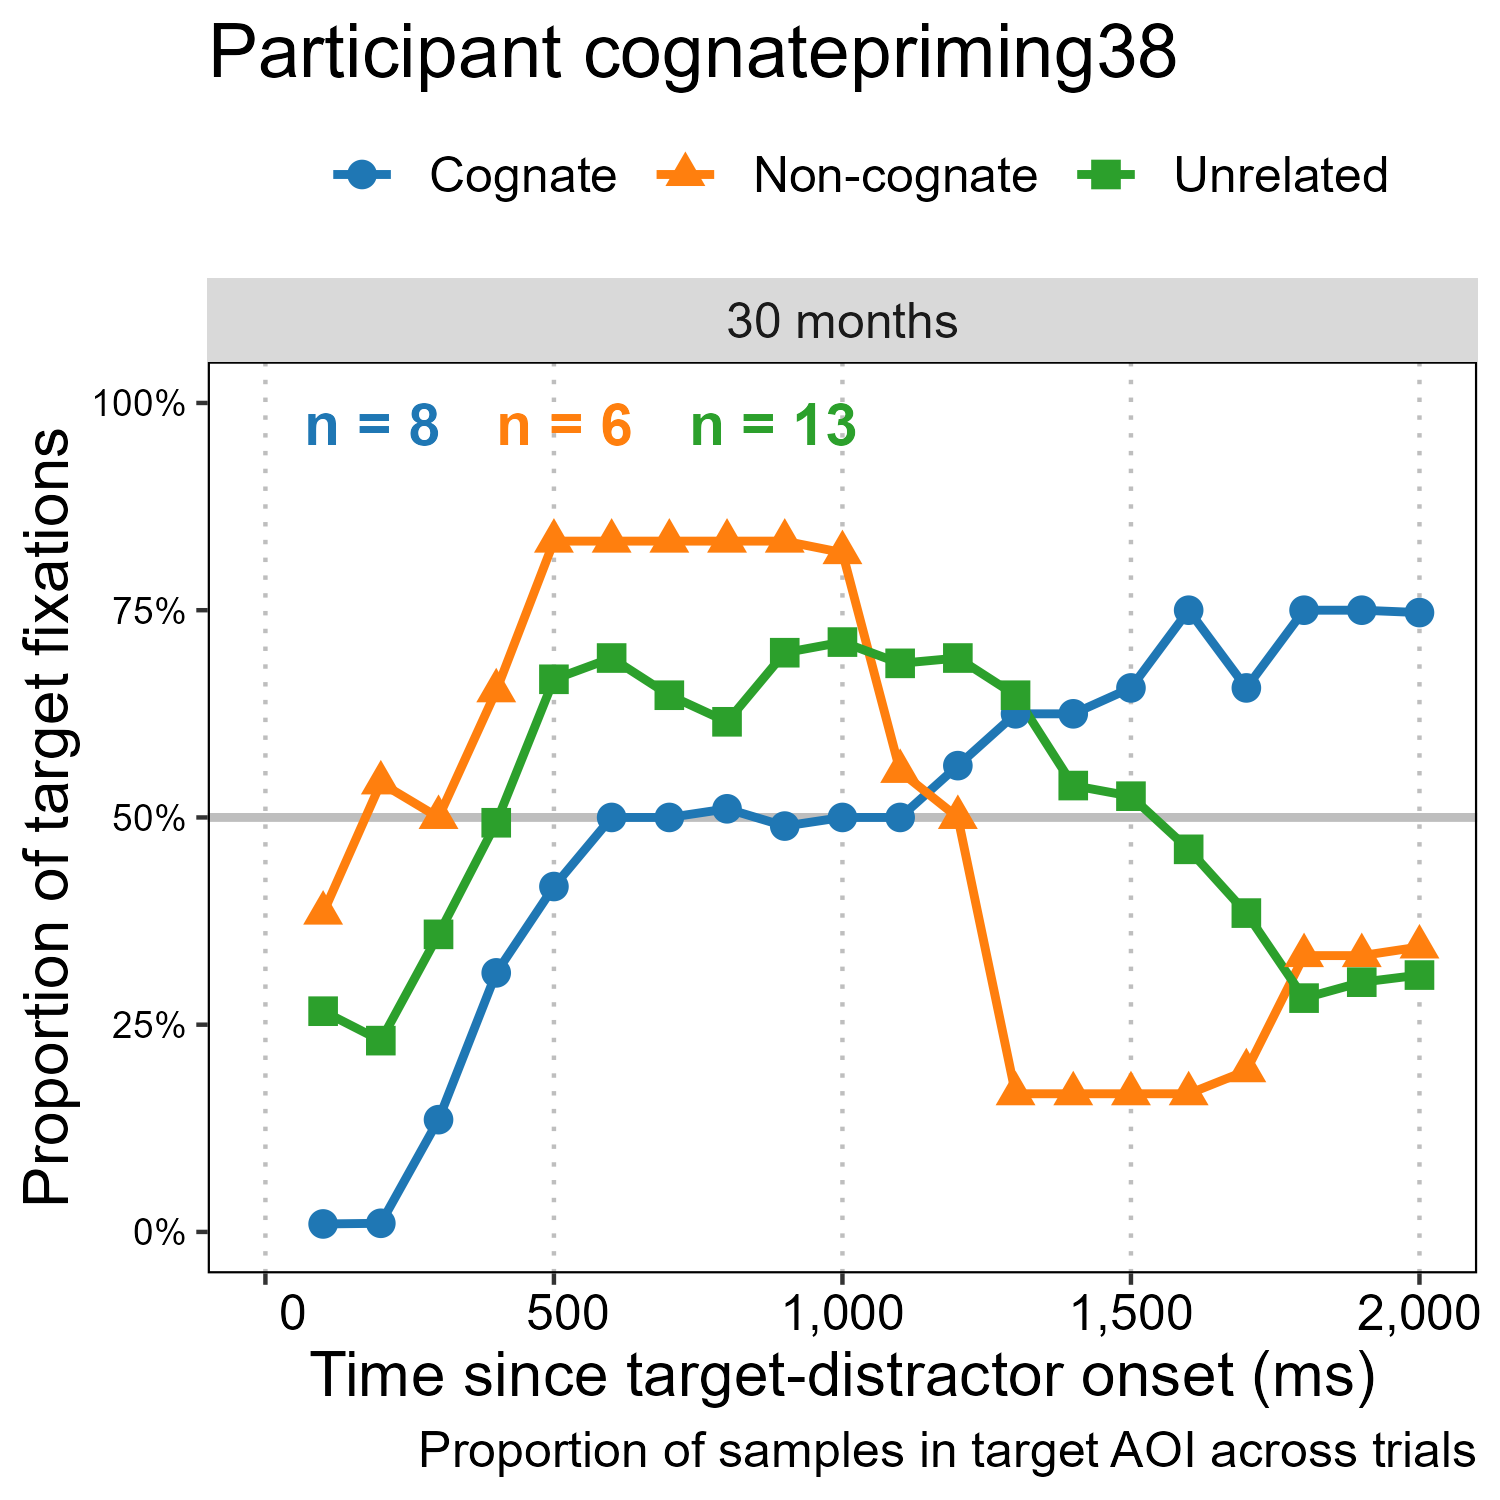 Participant cognatepriming38
Cognate Non-cognate Unrelated
30 months
n = 8 n = 6 n = 13
100%
75%
50%
25%
0%
Proportion of target fixations
0 500 1,000 1,500 2,000
Time since target-distractor onset (ms)
Proportion of samples in target AOI across trials